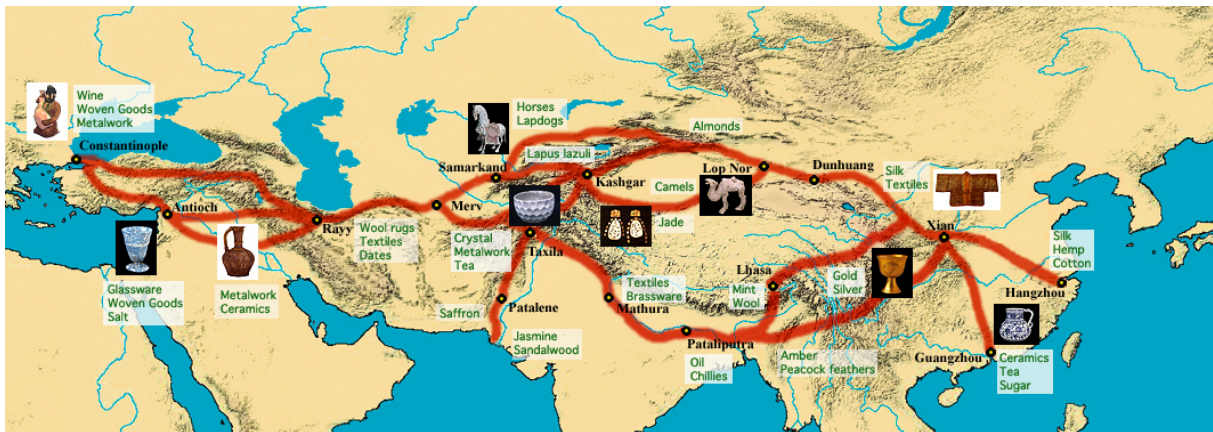 Wine
Woven Goods
Metalwork
Constantinople
Antioch
Glassware
Woven Goods
Salt
Metalwork
Ceramics
Rayy
Wool rugs
Textiles
Dates
Merv
Samarkand
Horses
Lapdogs
Lapus lazuli
Crystal
Metalwork
Tea
Taxila
Kashgar
Almonds
Camels
Jade
Lop Nor
Dunhuang
Saffron
Patalene
Jasmine
Sandalwood
Textiles
Brassware
Mathura
Pataliputra
Oil
Chillies
Lhasa
Mint
Wool
Gold
Silver
Amber
Peacock feathers
Silk
Textiles
Xian
Silk
Hemp
Cotton
Hangzhou
Guangzhou
Ceramics
Tea
Sugar